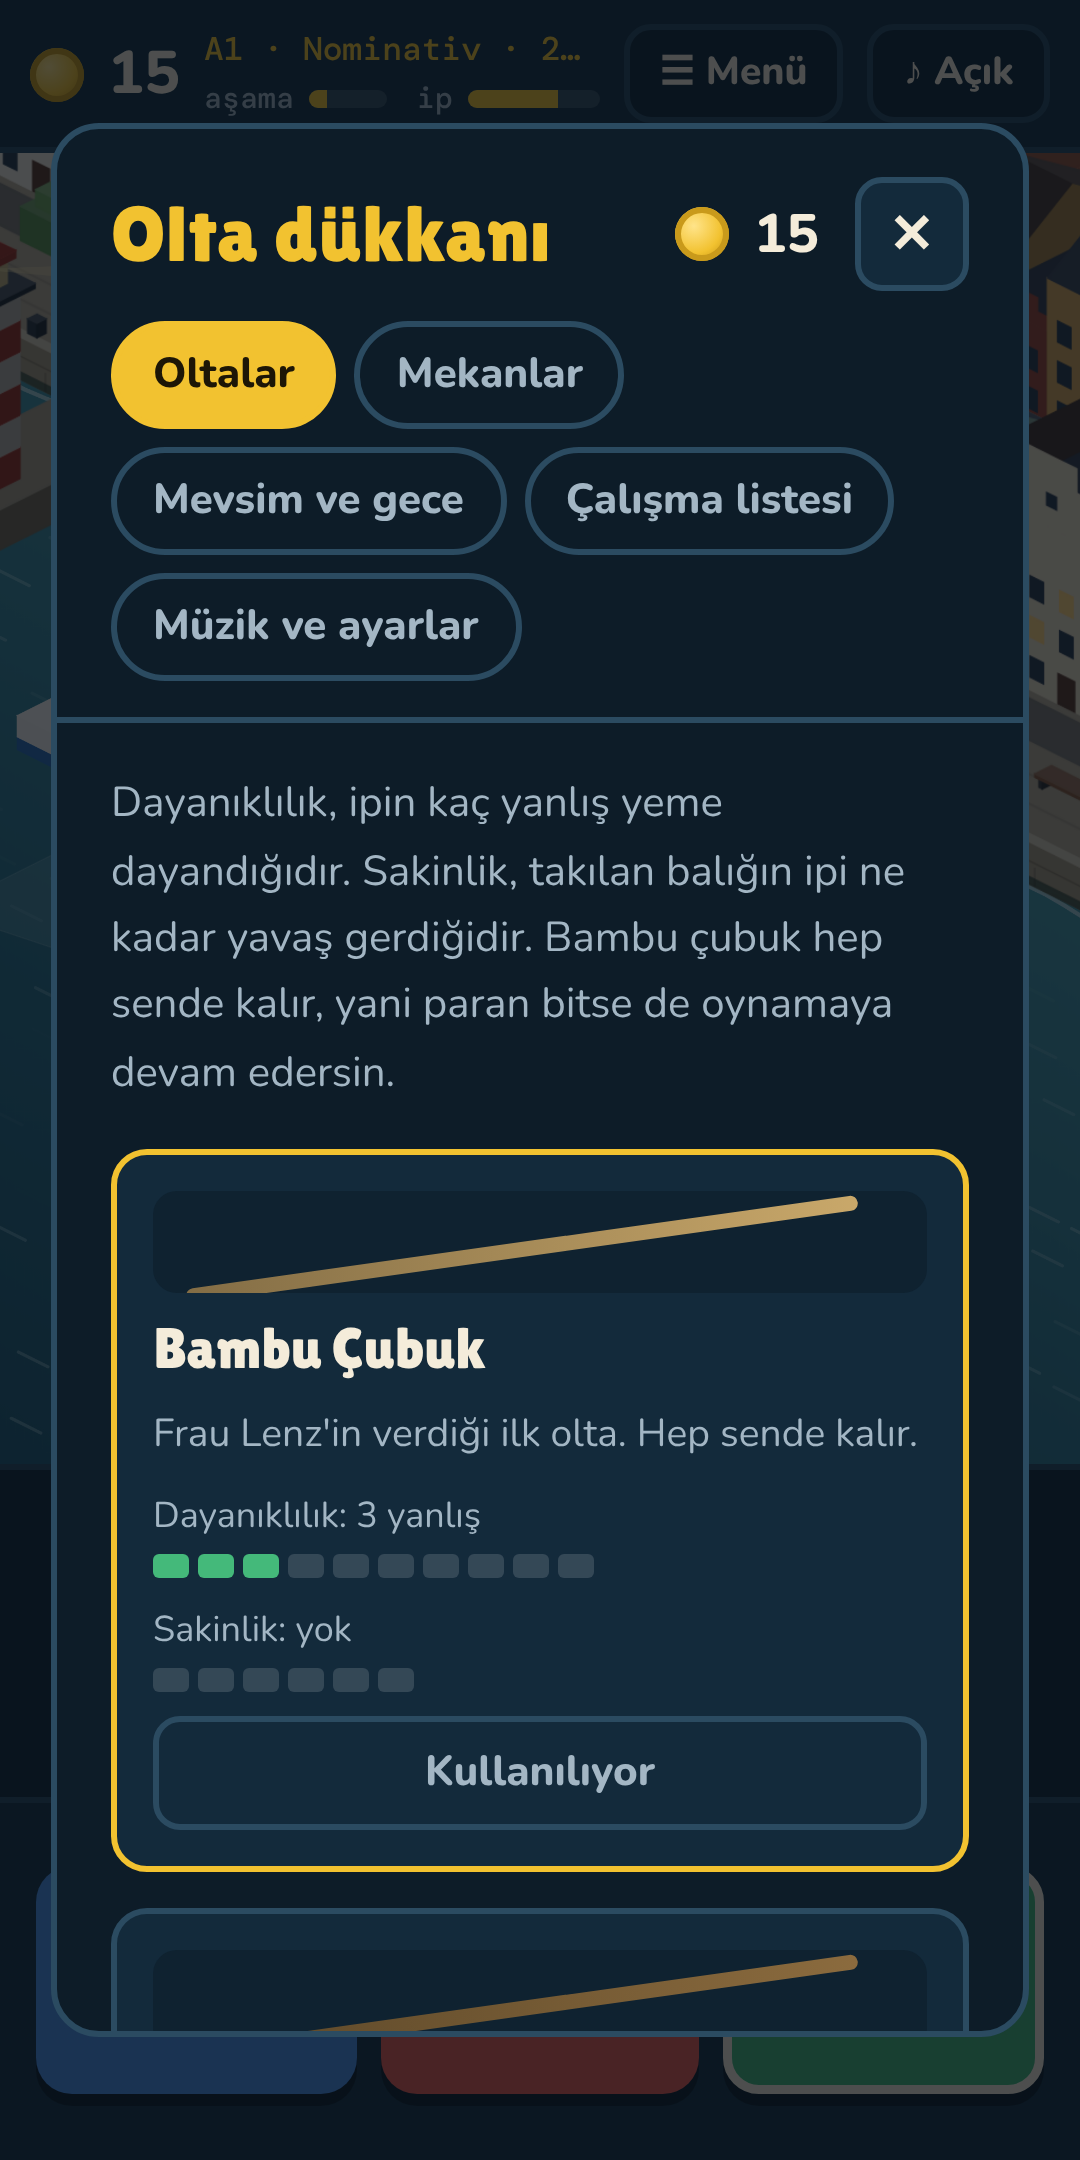 15
A1 · Nominativ · 2…
aşama
ip
☰ Menü
♪ Açık
Olta dükkanı
15
✕
Oltalar
Mekanlar
Mevsim ve gece
Çalışma listesi
Müzik ve ayarlar
Dayanıklılık, ipin kaç yanlış yeme
dayandığıdır. Sakinlik, takılan balığın ipi ne
kadar yavaş gerdiğidir. Bambu çubuk hep
sende kalır, yani paran bitse de oynamaya
devam edersin.
Bambu Çubuk
Frau Lenz'in verdiği ilk olta. Hep sende kalır.
Dayanıklılık: 3 yanlış
Sakinlik: yok
Kullanılıyor